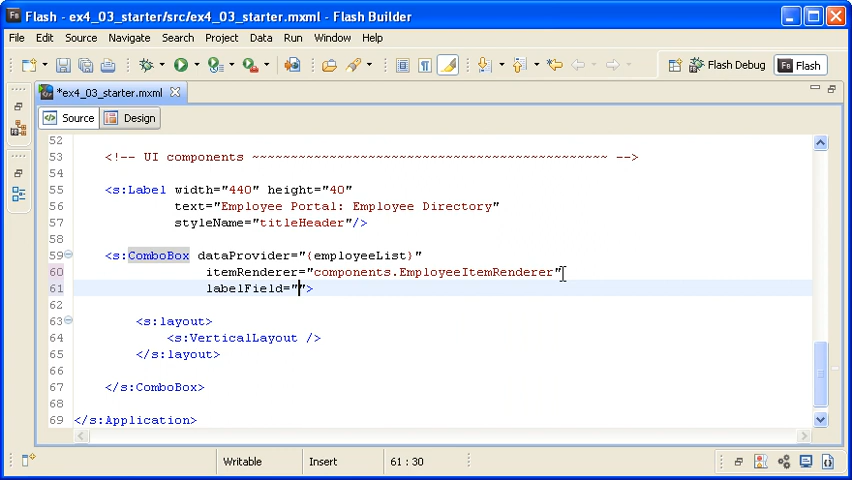 Flash - ex4_03_starter/src/ex4_03_starter.mxml - Flash Builder
File Edit Source Navigate Search Project Data Run Window Help
Flash Debug Fb Flash
*ex4_03_starter.mxml
Source Design
52
53 <!-- UI components ~~~~~~~~~~~~~~~~~~~~~~~~~~~~~~~~~~~~~~~~~~~~~~ -->
54
55 <s:Label width="440" height="40"
56 text="Employee Portal: Employee Directory"
57 styleName="titleHeader"/>
58
59 <s:ComboBox dataProvider="{employeeList}"
60 itemRenderer="components.EmployeeItemRenderer"
61 labelField="">
62
63 <s:layout>
64 <s:VerticalLayout />
65 </s:layout>
66
67 </s:ComboBox>
68
69 </s:Application>
Writable Insert 61 : 30